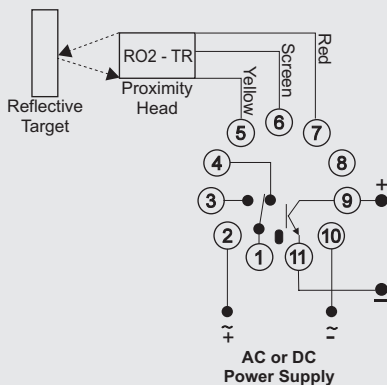 RO2 - TR
Reflective
Target
Proximity
Head
Yellow
Screen
Red
5
6
7
4
8
3
9
+
2
10
1
11
–
~
+
~
-
AC or DC
Power Supply